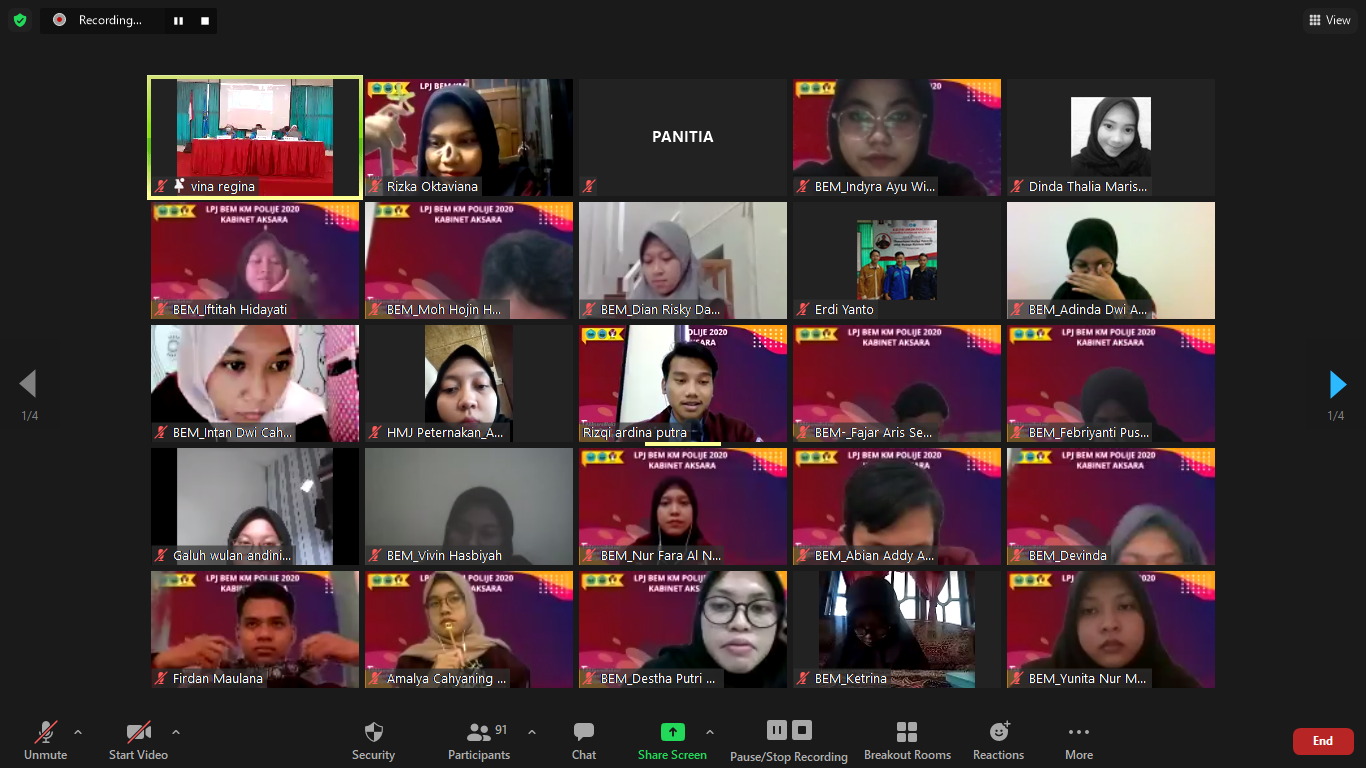 Recording...
View
vina regina
LPJ BEM KM
Rizka Oktaviana
PANITIA
2020
BEM_Indyra Ayu Wi...
Dinda Thalia Maris...
LPJ BEM KM POLIJE 2020
KABINET AKSARA
BEM_Iftitah Hidayati
LPJ BEM KM POLIJE 2020
KABINET AKSARA
BEM_Moh Hojin H...
BEM_Dian Risky Da...
Erdi Yanto
BEM_Adinda Dwi A...
BEM_Intan Dwi Cah...
HMJ Peternakan_A...
POLIJE 2020
AKSARA
Rizqi ardina putra
LPJ BEM KM POLIJE 2020
KABINET AKSARA
BEM-_Fajar Aris Se...
LPJ BEM KM POLIJE 2020
KABINET AKSARA
BEM_Febriyanti Pus...
1/4
1/4
Galuh wulan andini...
BEM_Vivin Hasbiyah
LPJ BEM KM POLIJE 2020
KABINET AKSARA
BEM_Nur Fara Al N...
LPJ BEM KM POLIJE 2020
BEM_Abian Addy A...
LPJ BEM KM POLIJE 2020
KABINET AKSARA
BEM_Devinda
LPJ BEM KM POLIJE 2020
KABINET AKSARA
Firdan Maulana
LPJ BEM KM POLIJE 2020
KABINET AKSARA
Amalya Cahyaning ...
LPJ BEM KM
BEM_Destha Putri ...
BEM_Ketrina
LPJ BEM KM POLIJE 2020
BEM_Yunita Nur M...
Unmute
Start Video
Security
Participants
91
Chat
Share Screen
Pause/Stop Recording
Breakout Rooms
Reactions
More
End